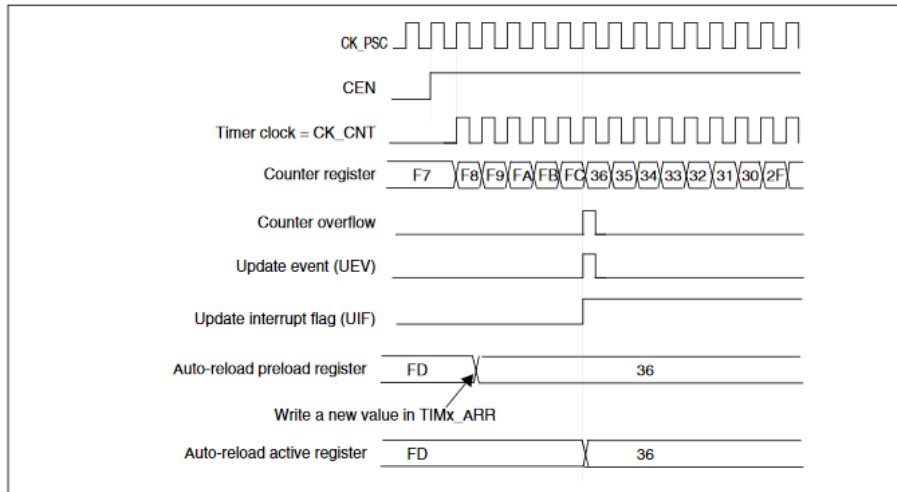 CK_PSC
CEN
Timer clock = CK_CNT
Counter register F7 F8 F9 FA FB FC 36 35 34 33 32 31 30 2F
Counter overflow
Update event (UEV)
Update interrupt flag (UIF)
Auto-reload preload register FD 36
Write a new value in TIMx_ARR
Auto-reload active register FD 36